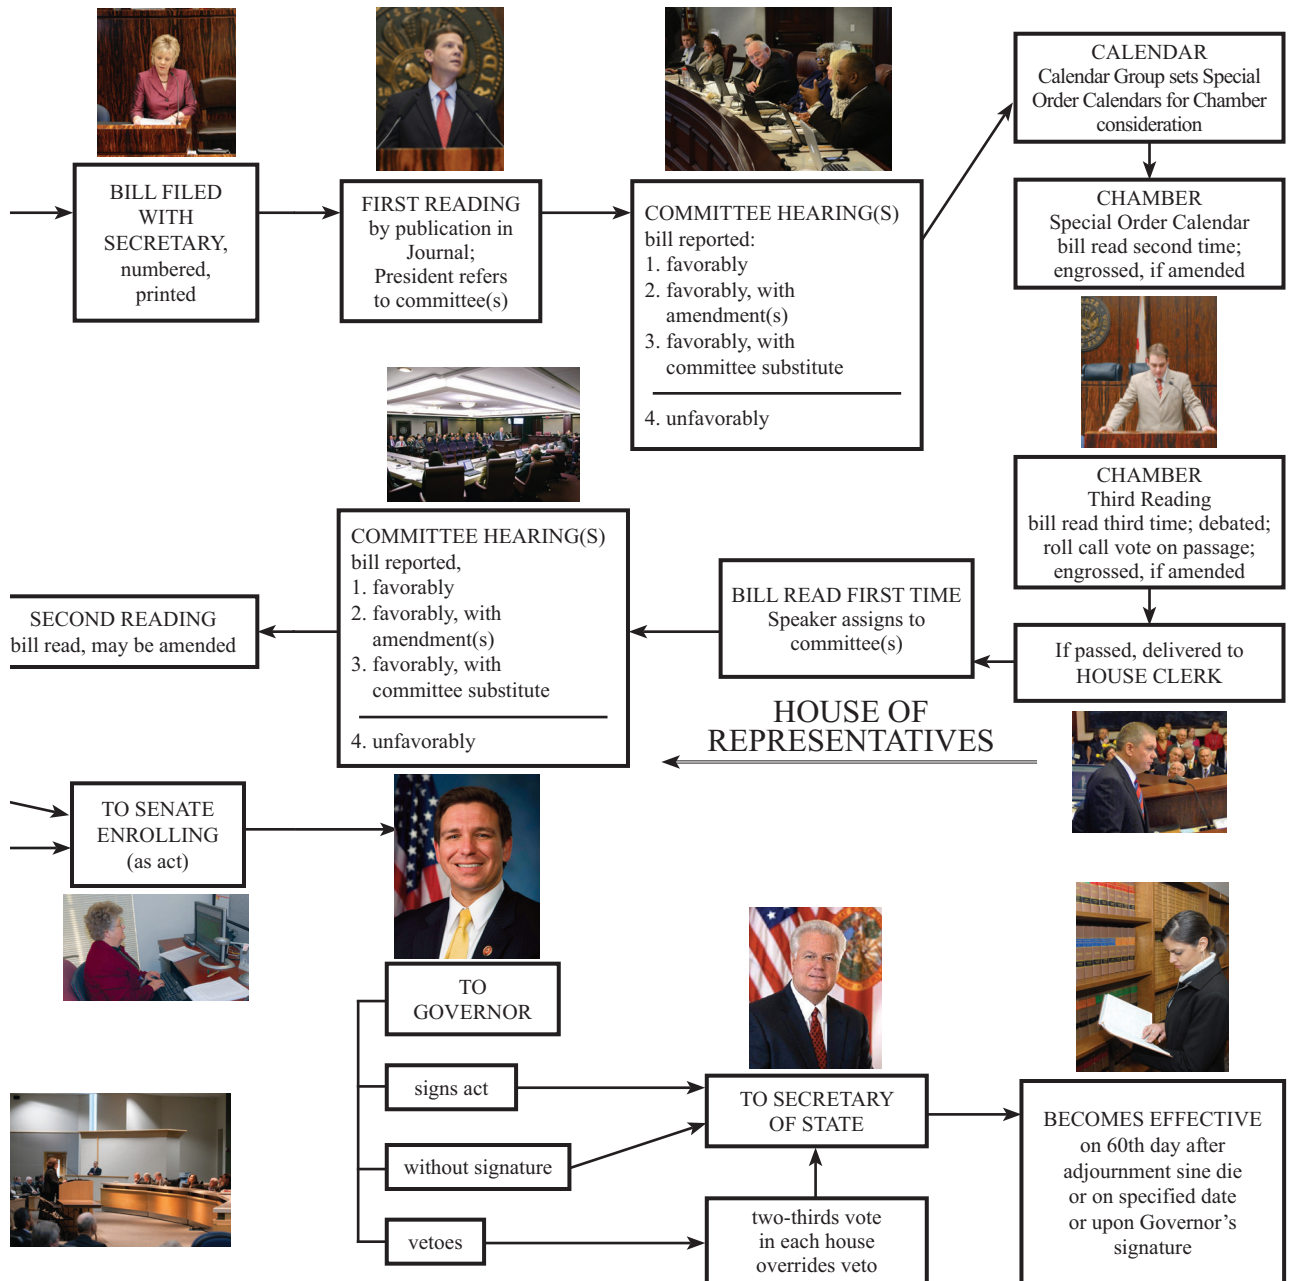 BILL FILED
WITH
SECRETARY,
numbered,
printed
FIRST READING
by publication in
Journal;
President refers
to committee(s)
COMMITTEE HEARING(S)
bill reported:
1. favorably
2. favorably, with
amendment(s)
3. favorably, with
committee substitute
4. unfavorably
CALENDAR
Calendar Group sets Special
Order Calendars for Chamber
consideration
CHAMBER
Special Order Calendar
bill read second time;
engrossed, if amended
CHAMBER
Third Reading
bill read third time; debated;
roll call vote on passage;
engrossed, if amended
If passed, delivered to
HOUSE CLERK
HOUSE OF
REPRESENTATIVES
BILL READ FIRST TIME
Speaker assigns to
committee(s)
COMMITTEE HEARING(S)
bill reported,
1. favorably
2. favorably, with
amendment(s)
3. favorably, with
committee substitute
4. unfavorably
SECOND READING
bill read, may be amended
TO SENATE
ENROLLING
(as act)
TO
GOVERNOR
signs act
without signature
vetoes
TO SECRETARY
OF STATE
two-thirds vote
in each house
overrides veto
BECOMES EFFECTIVE
on 60th day after
adjournment sine die
or on specified date
or upon Governor's
signature